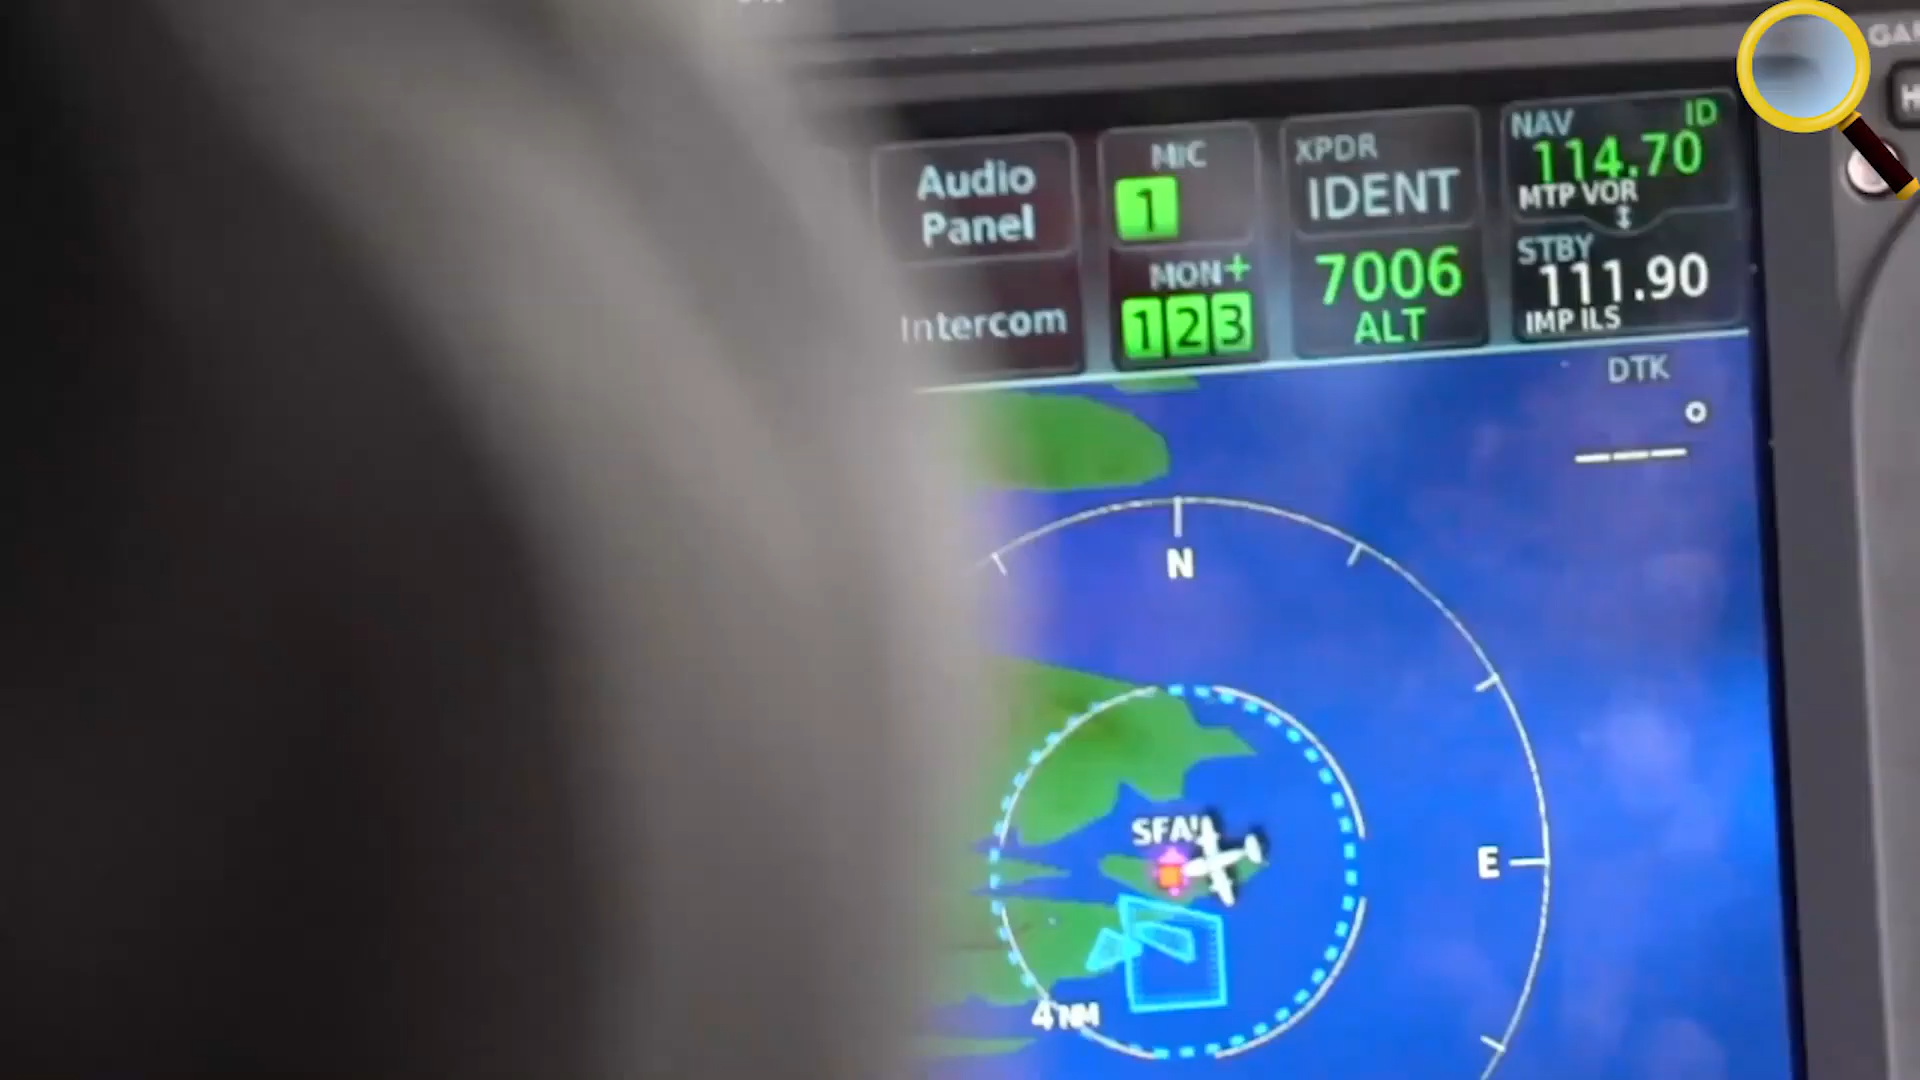 Audio
Panel
Intercom
MIC
1
MON+
1 2 3
XPDR
IDENT
7006
ALT
NAV ID
114.70
MTP VOR
STBY
111.90
IMP ILS
DTK
°
___
N
E
4NM